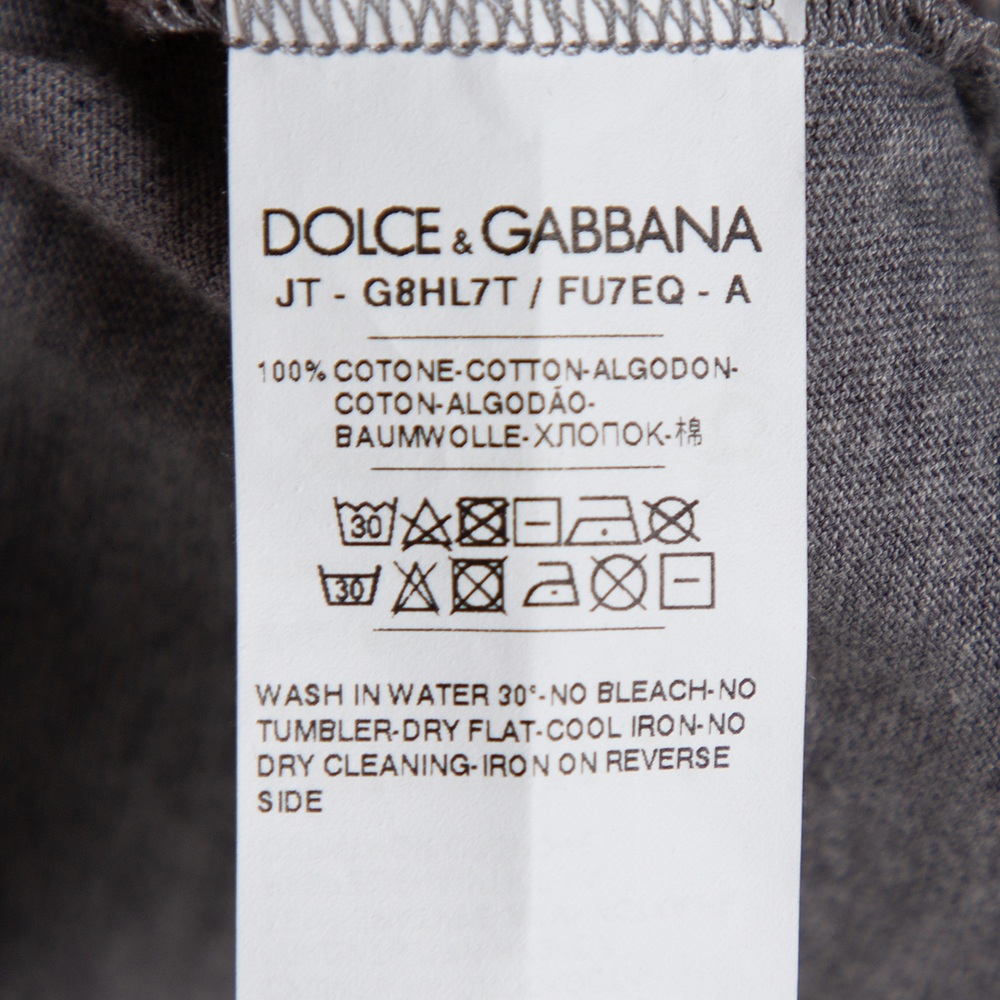 DOLCE & GABBANA
JT - G8HL7T / FU7EQ - A
100% COTONE-COTTON-ALGODON-
COTON-ALGODÃO-
BAUMWOLLE-ХЛОПОК-棉
30
30
WASH IN WATER 30°-NO BLEACH-NO
TUMBLER-DRY FLAT-COOL IRON-NO
DRY CLEANING-IRON ON REVERSE
SIDE